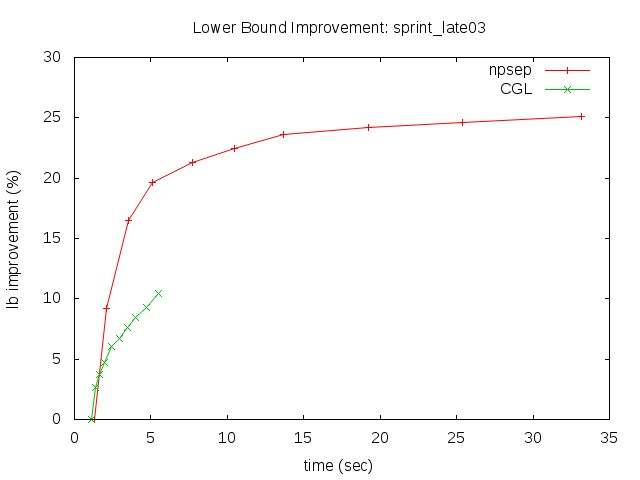 Lower Bound Improvement: sprint_late03
npsep
CGL
lb improvement (%)
30
25
20
15
10
5
0
0 5 10 15 20 25 30 35
time (sec)